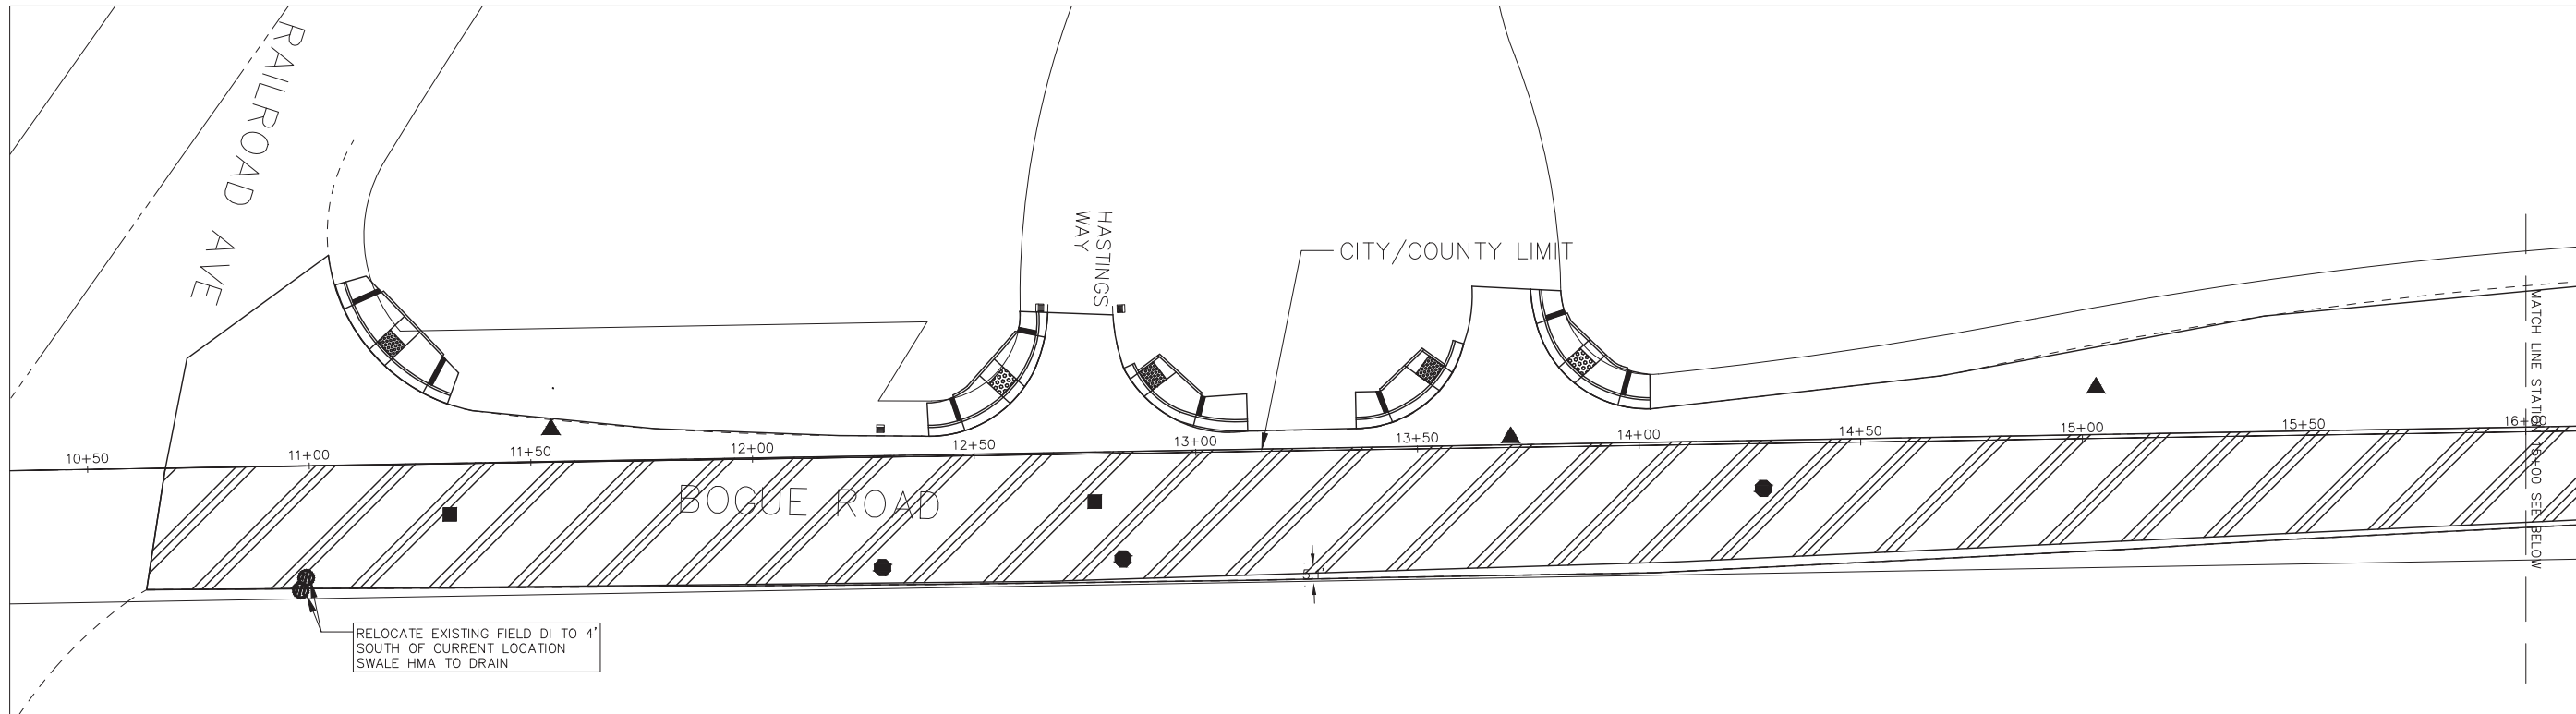 RAILROAD AVE
HASTINGS
WAY
CITY/COUNTY LIMIT
10+50
11+00
11+50
12+00
12+50
13+00
13+50
14+00
14+50
15+00
15+50
16+00
BOGUE ROAD
MATCH LINE STATION 15+00 SEE BELOW
RELOCATE EXISTING FIELD DI TO 4'
SOUTH OF CURRENT LOCATION
SWALE HMA TO DRAIN